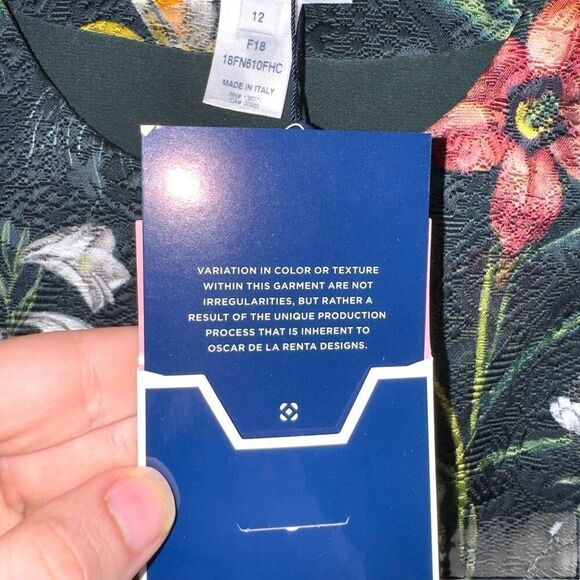 12
F18
18FN610FHC
MADE IN ITALY
VARIATION IN COLOR OR TEXTURE
WITHIN THIS GARMENT ARE NOT
IRREGULARITIES, BUT RATHER A
RESULT OF THE UNIQUE PRODUCTION
PROCESS THAT IS INHERENT TO
OSCAR DE LA RENTA DESIGNS.